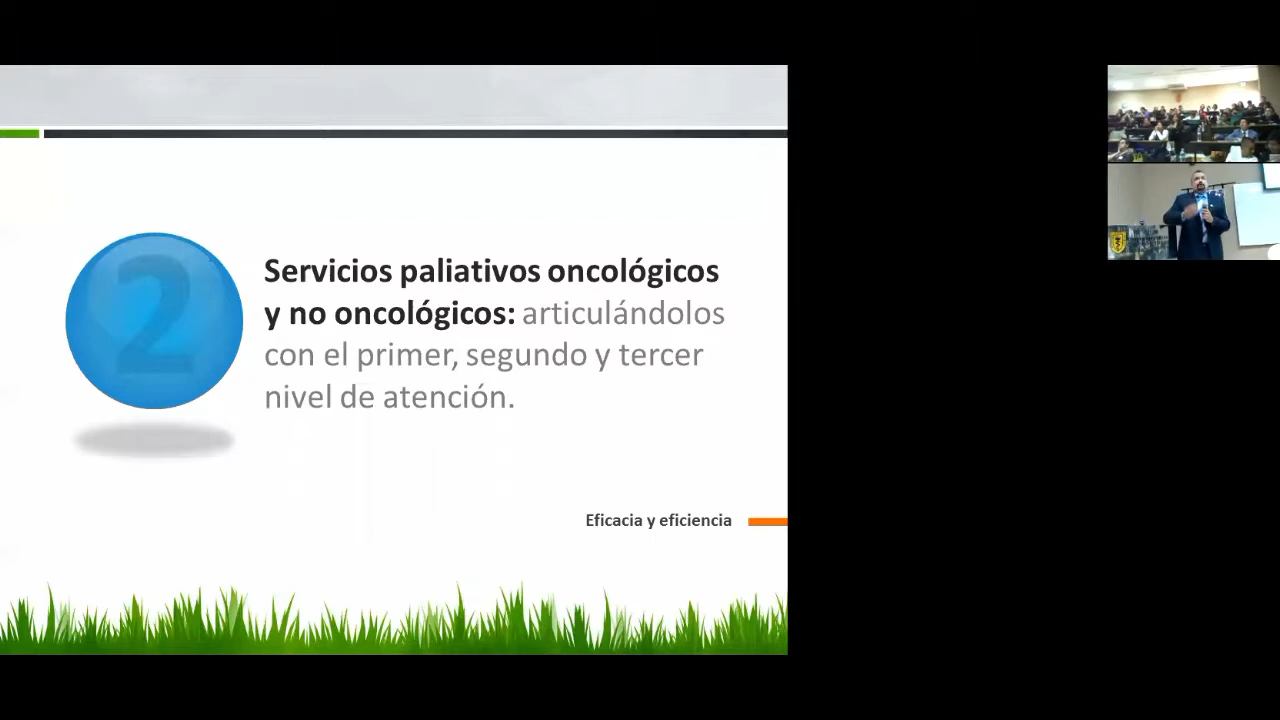 2
Servicios paliativos oncológicos
y no oncológicos: articulándolos
con el primer, segundo y tercer
nivel de atención.
Eficacia y eficiencia